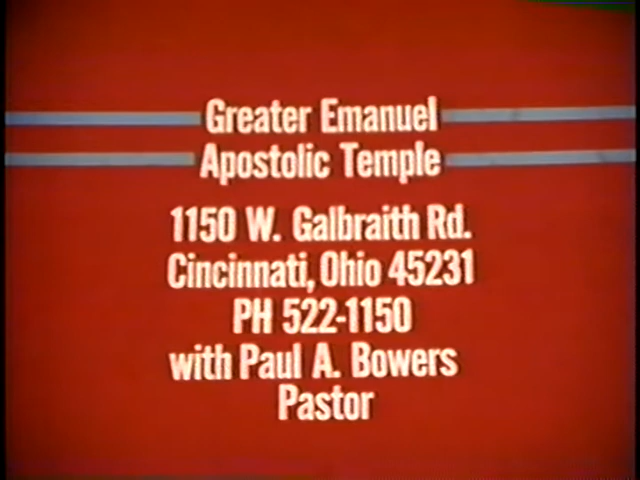 Greater Emanuel
Apostolic Temple
1150 W. Galbraith Rd.
Cincinnati, Ohio 45231
PH 522-1150
with Paul A. Bowers
Pastor